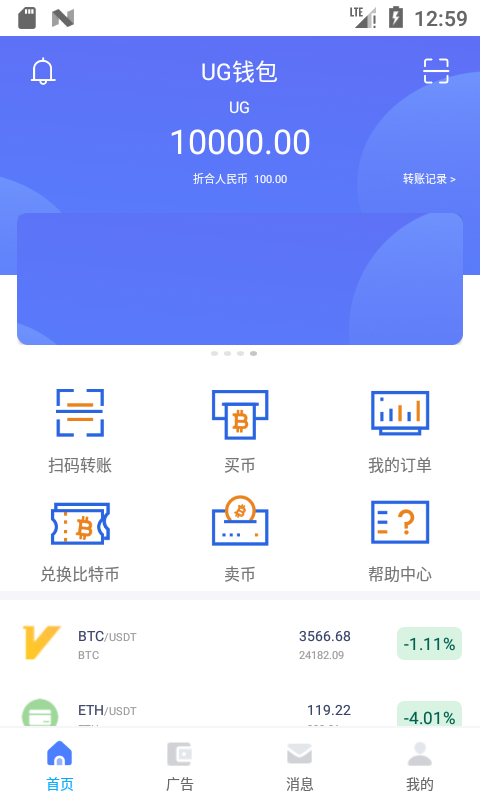 LTE 12:59
UG钱包
UG
10000.00
折合人民币 100.00
转账记录 >
扫码转账 买币 我的订单
兑换比特币 卖币 帮助中心
BTC/USDT 3566.68 -1.11%
BTC 24182.09
ETH/USDT 119.22 -4.01%
首页 广告 消息 我的